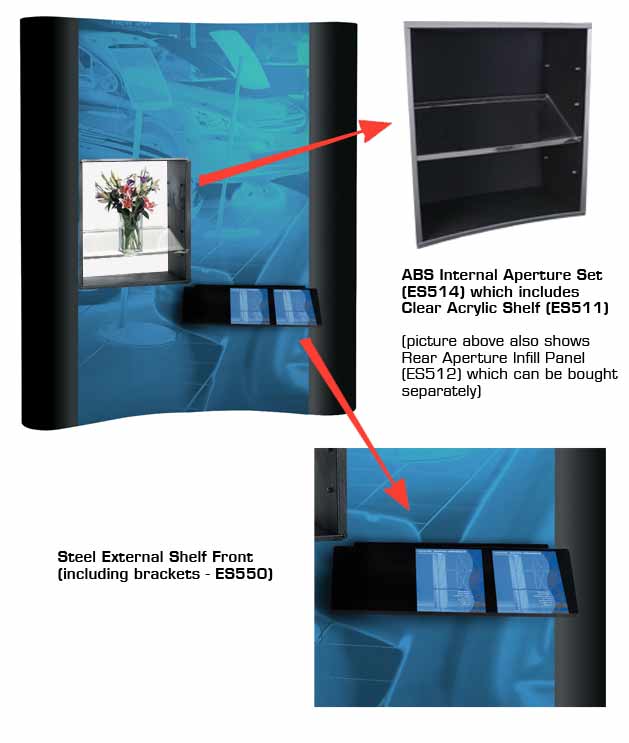 ABS Internal Aperture Set
(ES514) which includes
Clear Acrylic Shelf (ES511)
(picture above also shows
Rear Aperture Infill Panel
(ES512) which can be bought
separately)
Steel External Shelf Front
(including brackets - ES550)